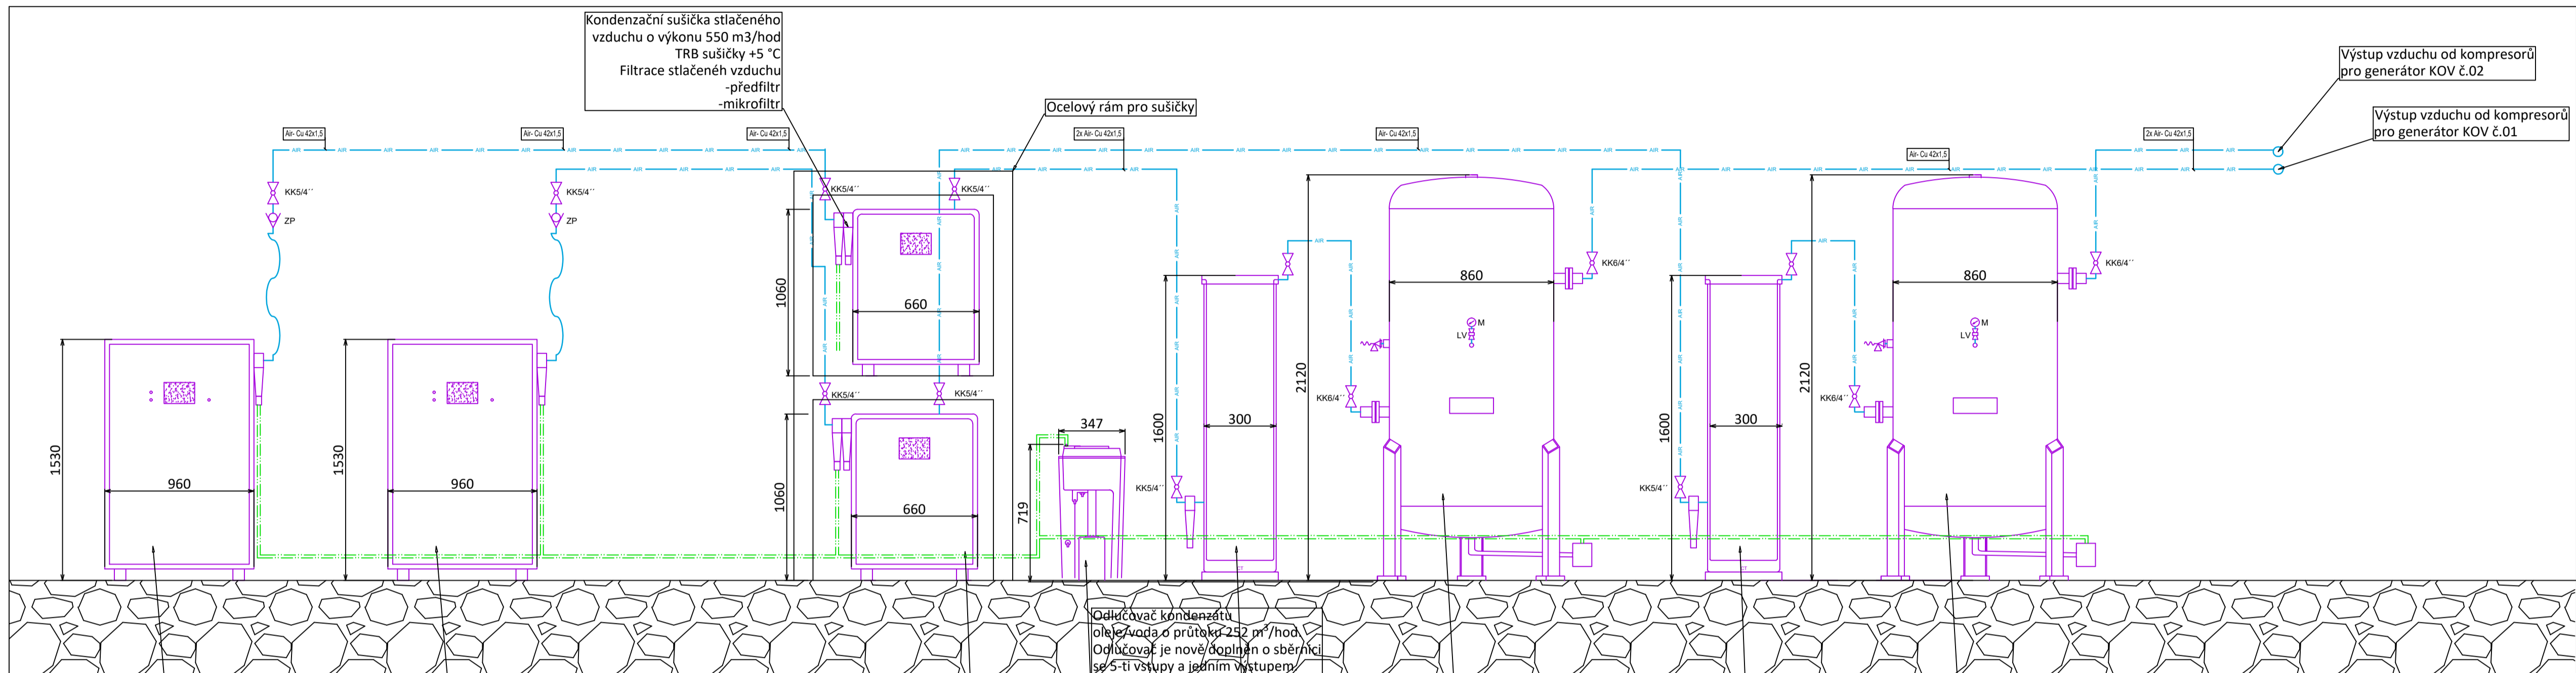 Kondenzační sušička stlačeného
vzduchu o výkonu 550 m3/hod
TRB sušičky +5 °C
Filtrace stlačenéh vzduchu
-předfiltr
-mikrofiltr
Ocelový rám pro sušičky
Výstup vzduchu od kompresorů
pro generátor KOV č.02
Výstup vzduchu od kompresorů
pro generátor KOV č.01
Air- Cu 42x1,5
Air- Cu 42x1,5
Air- Cu 42x1,5
2x Air- Cu 42x1,5
Air- Cu 42x1,5
Air- Cu 42x1,5
2x Air- Cu 42x1,5
KK5/4´´
ZP
KK5/4´´
ZP
KK5/4´´
KK5/4´´
KK5/4´´
KK5/4´´
KK5/4´´
KK6/4´´
KK6/4´´
KK5/4´´
KK6/4´´
KK6/4´´
M
LV
M
LV
1530
960
1530
960
1060
660
1060
660
719
347
1600
300
2120
860
1600
300
2120
860
Odlučovač kondenzátu
oleje/voda o průtoku 252 m³/hod.
Odlučovač je nově doplněn o sběrnici
se 5-ti vstupy a jedním výstupem.